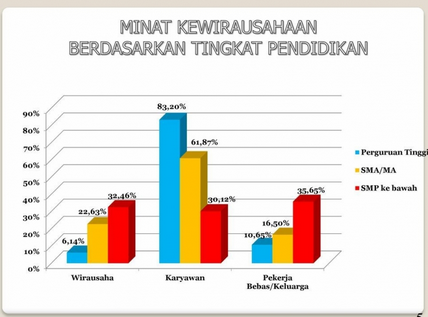 MINAT KEWIRAUSAHAAN
BERDASARKAN TINGKAT PENDIDIKAN
90%
80%
70%
60%
50%
40%
30%
20%
10%
0%
6,14%
22,63%
32,46%
83,20%
61,87%
30,12%
10,65%
16,50%
35,65%
Wirausaha
Karyawan
Pekerja
Bebas/Keluarga
Perguruan Tinggi
SMA/MA
SMP ke bawah